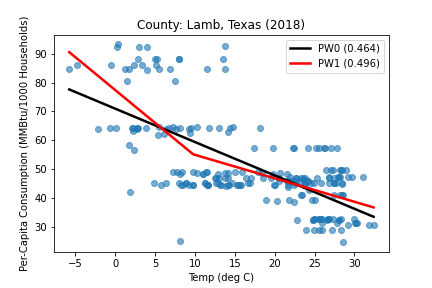 County: Lamb, Texas (2018)
Per-Capita Consumption (MMBtu/1000 Households)
90
80
70
60
50
40
30
PW0 (0.464)
PW1 (0.496)
−5 0 5 10 15 20 25 30
Temp (deg C)